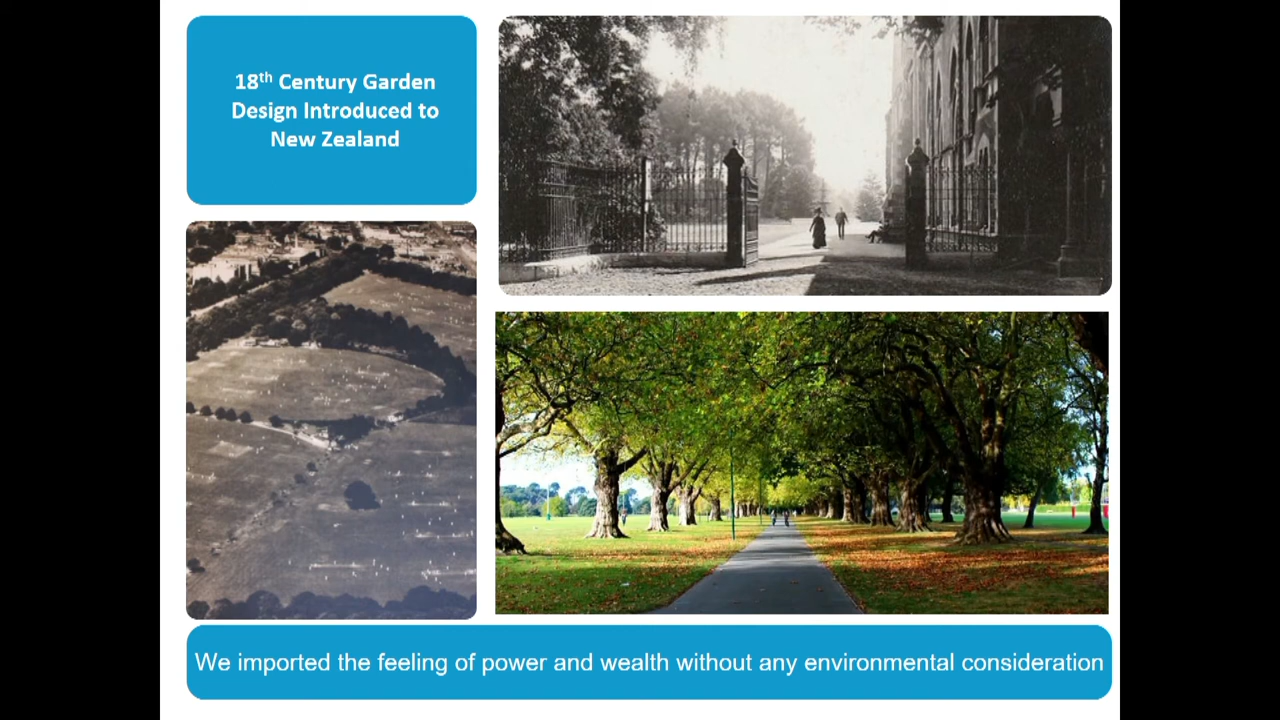 18th Century Garden
Design Introduced to
New Zealand
We imported the feeling of power and wealth without any environmental consideration